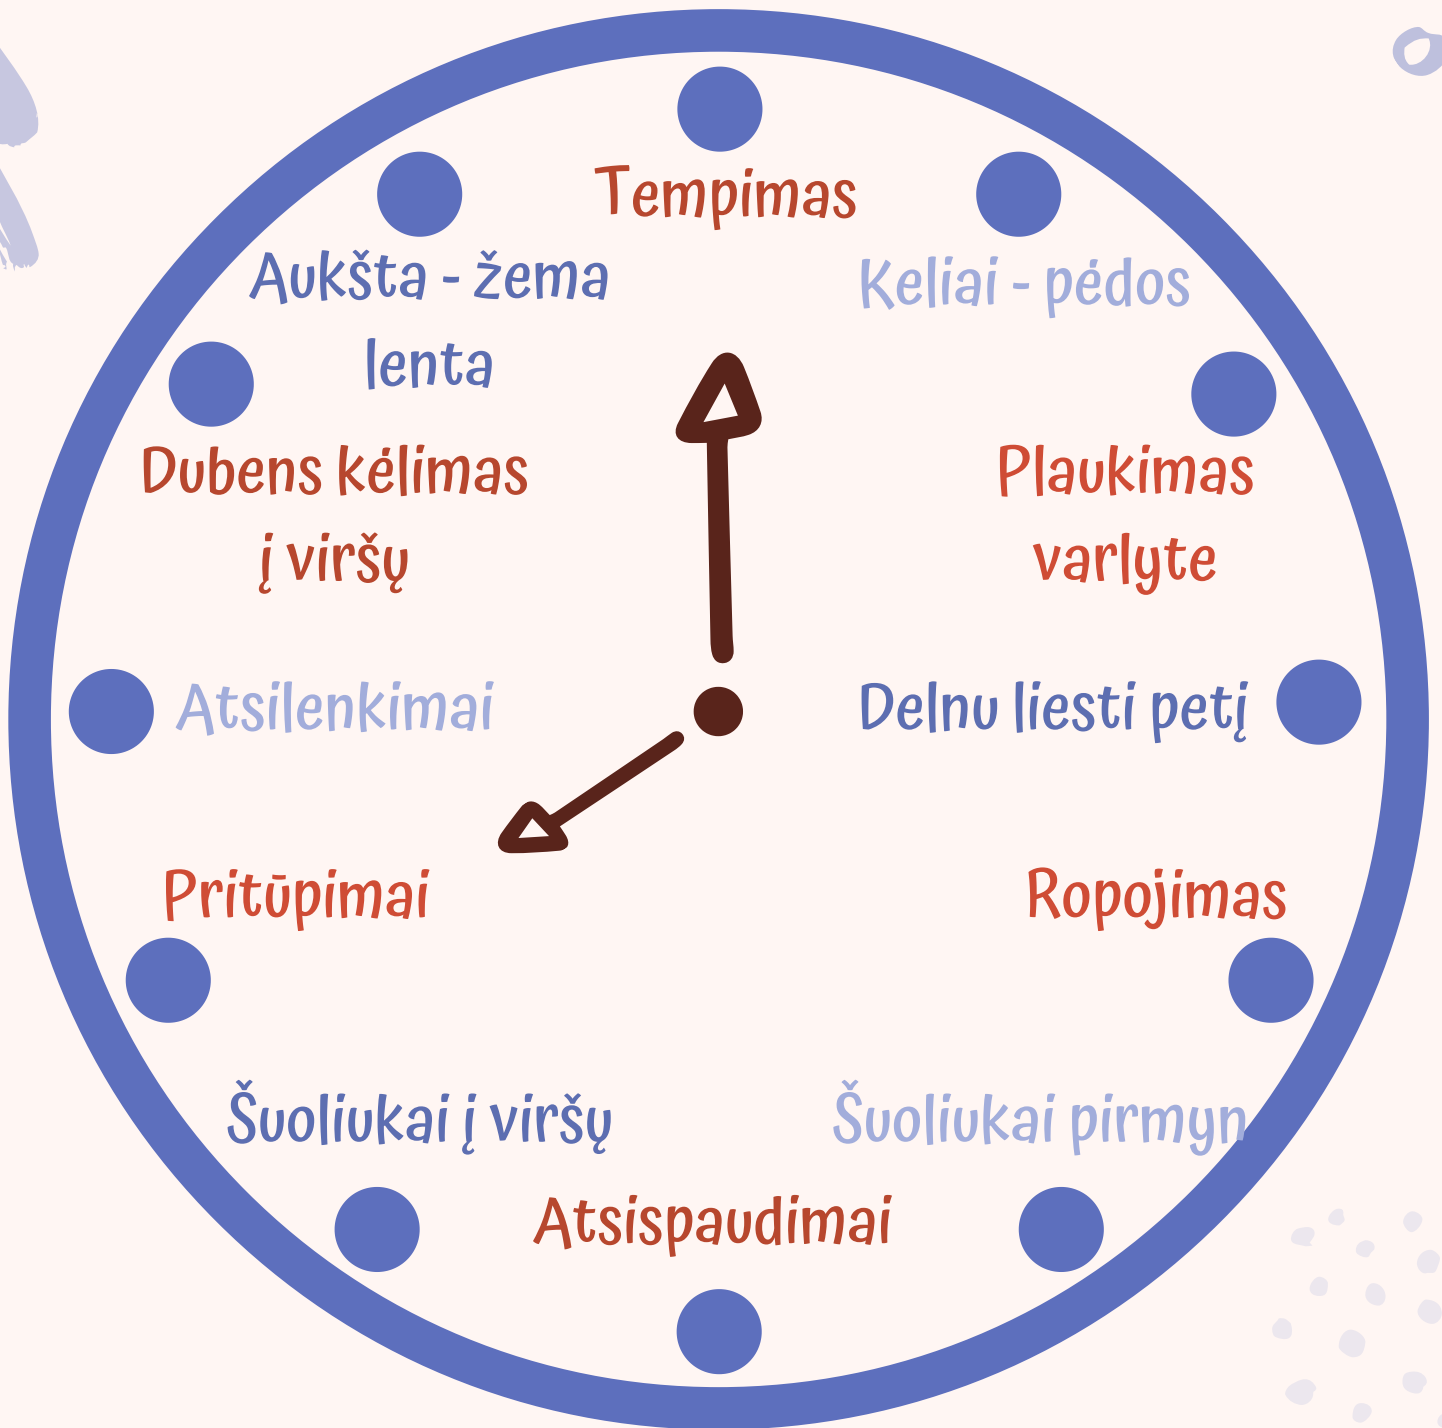 Tempimas
Keliai - pėdos
Plaukimas
varlyte
Delnu liesti petį
Ropojimas
Šuoliukai pirmyn
Atsispaudimai
Šuoliukai į viršų
Pritūpimai
Atsilenkimai
Dubens kėlimas
į viršų
Aukšta - žema
lenta